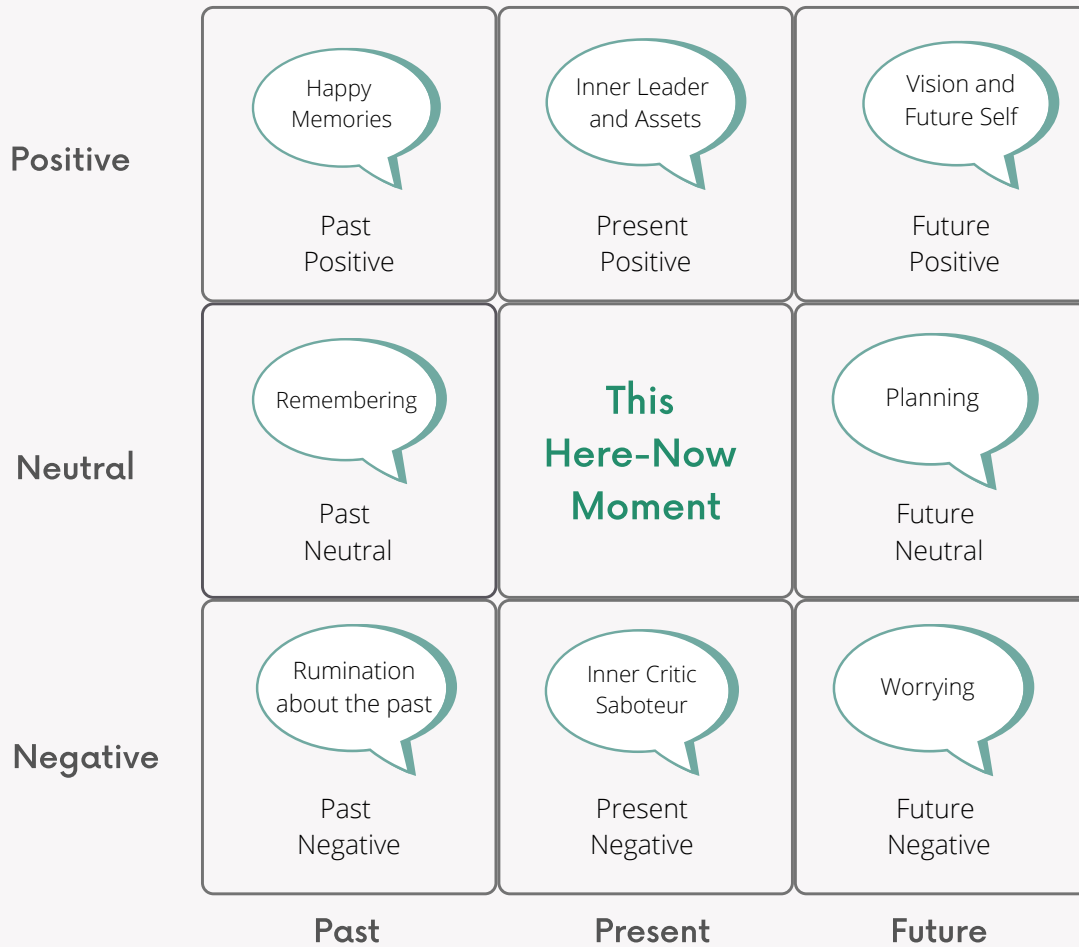 Positive
Happy
Memories
Past
Positive
Inner Leader
and Assets
Present
Positive
Vision and
Future Self
Future
Positive
Neutral
Remembering
Past
Neutral
This
Here-Now
Moment
Planning
Future
Neutral
Negative
Rumination
about the past
Past
Negative
Inner Critic
Saboteur
Present
Negative
Worrying
Future
Negative
Past
Present
Future